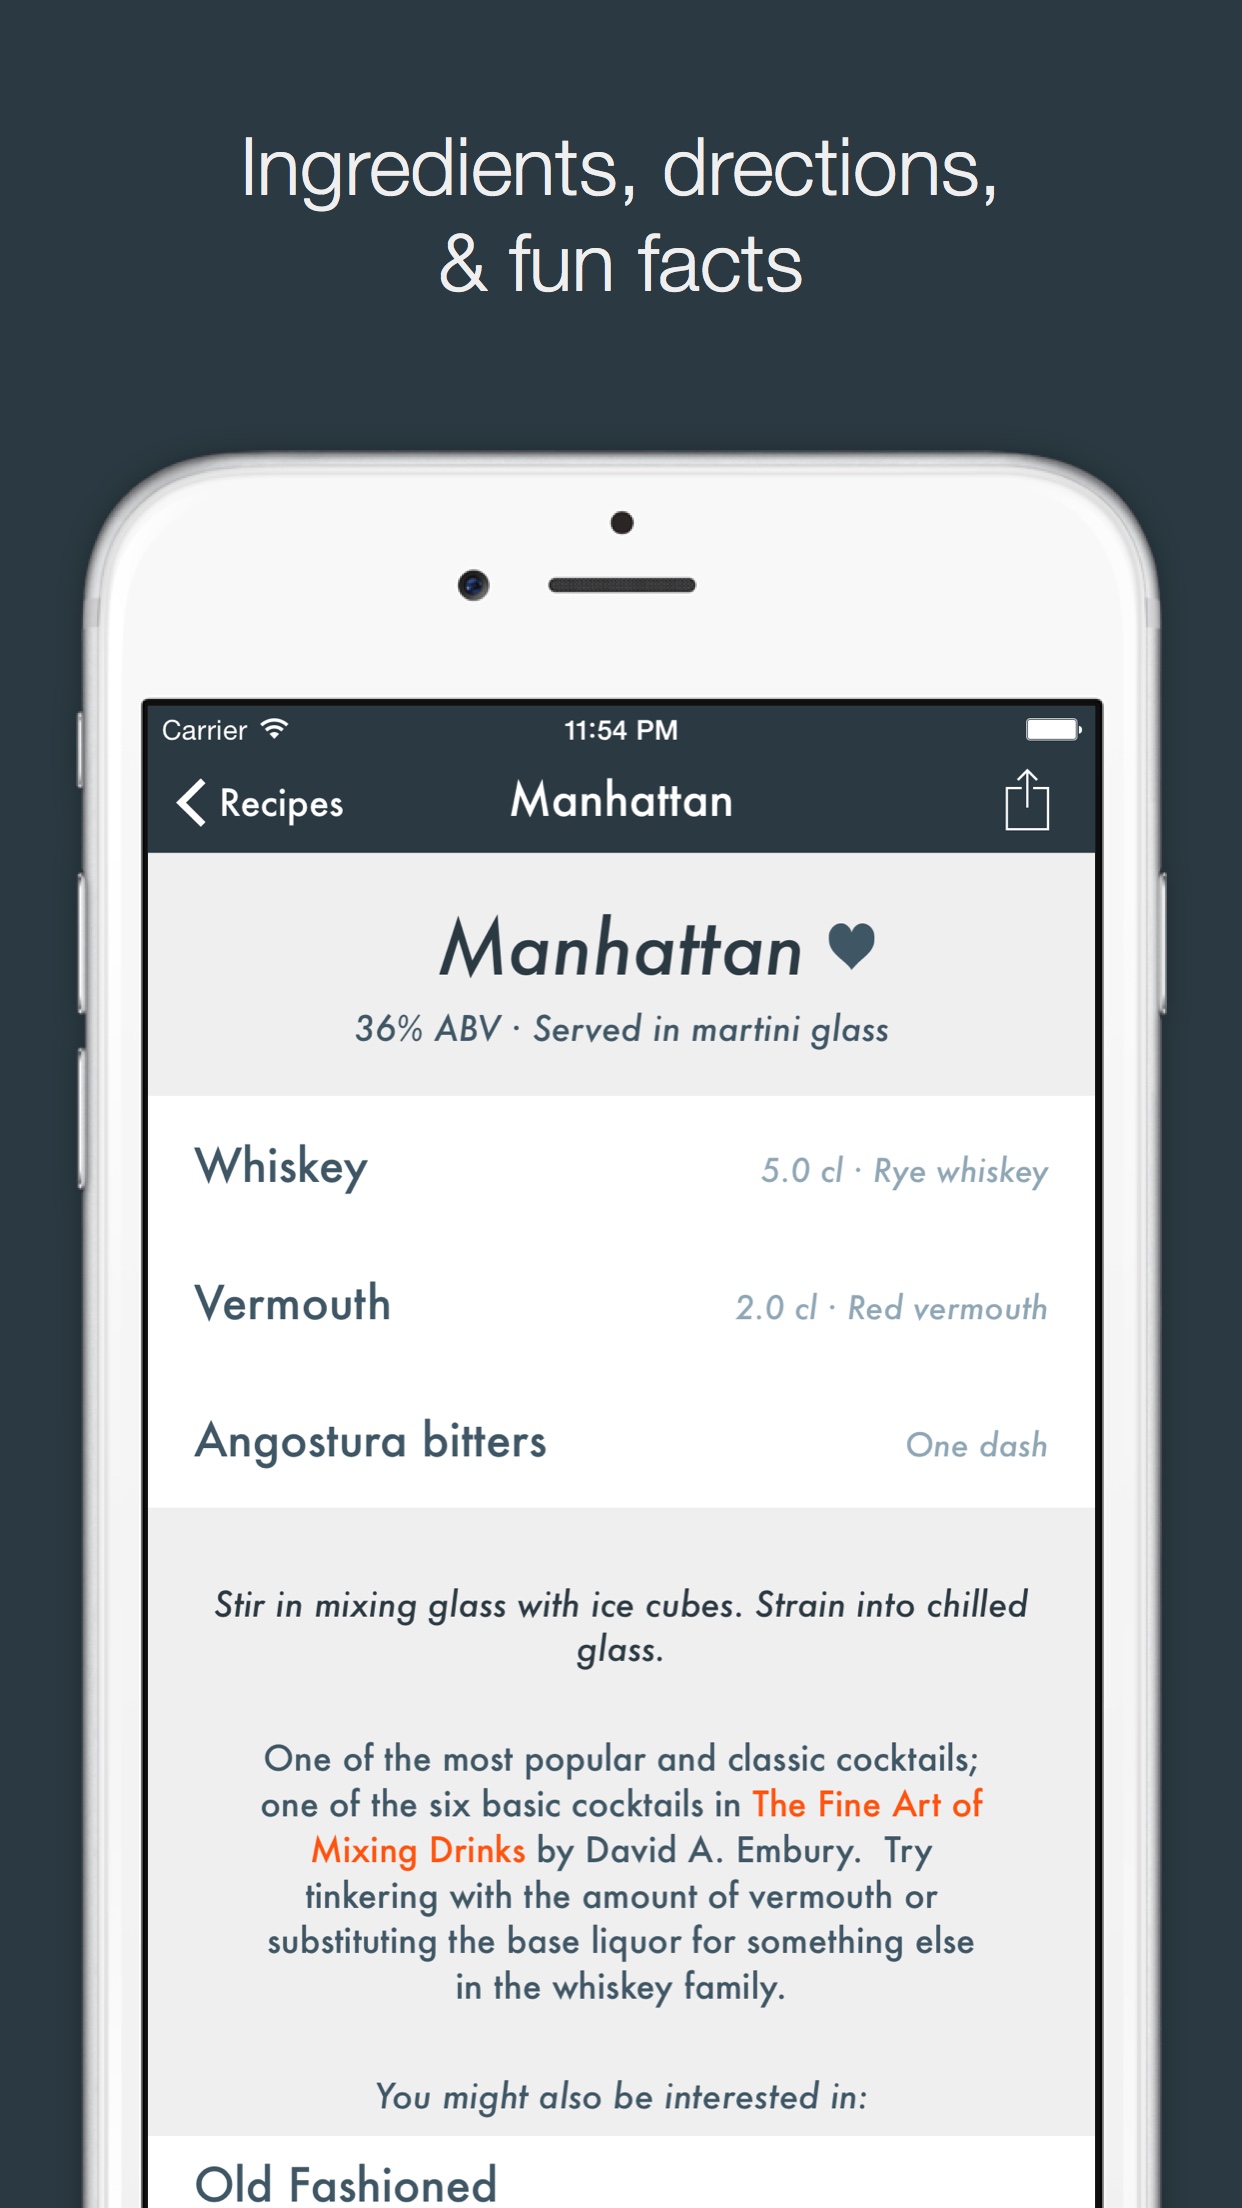 Ingredients, drections,
& fun facts
Carrier 11:54 PM
Recipes Manhattan
Manhattan
36% ABV · Served in martini glass
Whiskey 5.0 cl · Rye whiskey
Vermouth 2.0 cl · Red vermouth
Angostura bitters One dash
Stir in mixing glass with ice cubes. Strain into chilled
glass.
One of the most popular and classic cocktails;
one of the six basic cocktails in The Fine Art of
Mixing Drinks by David A. Embury.  Try
tinkering with the amount of vermouth or
substituting the base liquor for something else
in the whiskey family.
You might also be interested in:
Old Fashioned